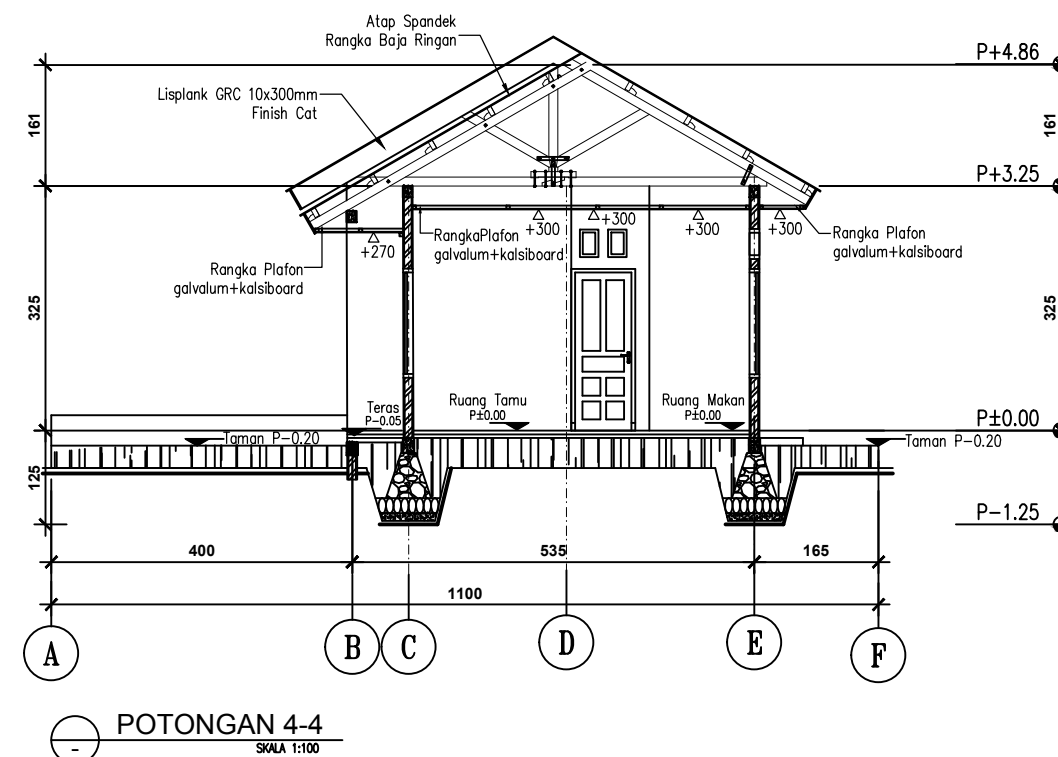 Atap Spandek
Rangka Baja Ringan
P+4.86
Lisplank GRC 10x300mm
Finish Cat
161
161
P+3.25
+270
RangkaPlafon
galvalum+kalsiboard
+300
+300
+300
+300
Rangka Plafon
galvalum+kalsiboard
Rangka Plafon
galvalum+kalsiboard
325
325
Teras
P-0.05
Ruang Tamu
P±0.00
Ruang Makan
P±0.00
P±0.00
Taman P-0.20
Taman P-0.20
125
P-1.25
400
535
165
1100
A
B
C
D
E
F
POTONGAN 4-4
-
SKALA 1:100